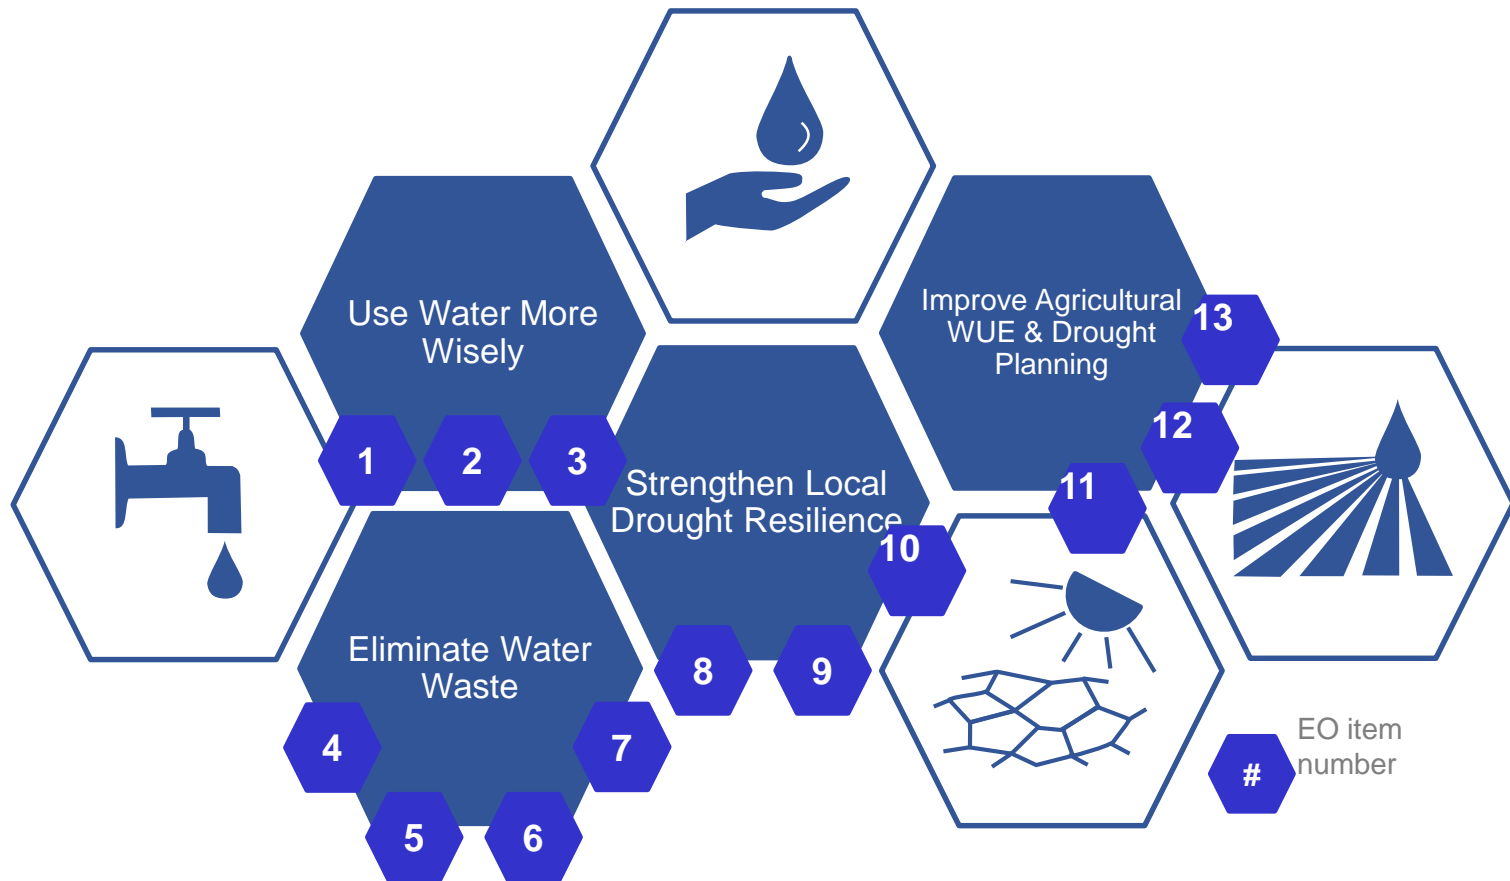 Use Water More
Wisely
1
2
3
Eliminate Water
Waste
4
5
6
7
Strengthen Local
Drought Resilience
8
9
10
Improve Agricultural
WUE & Drought
Planning
11
12
13
#
EO item
number